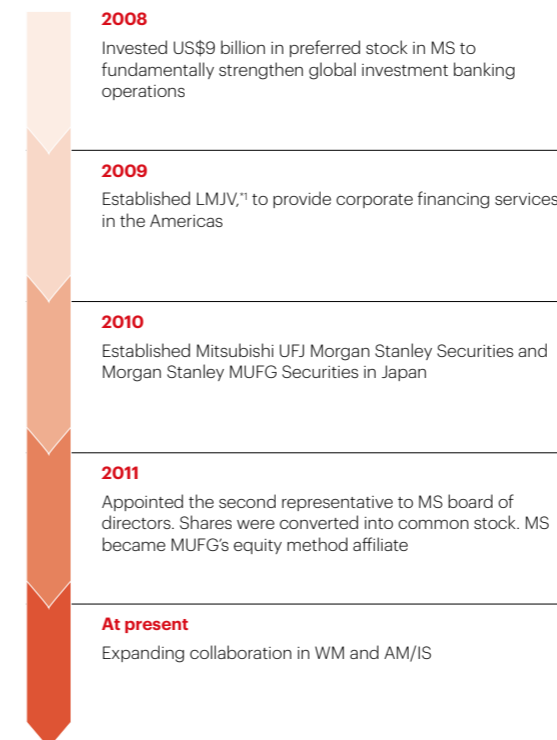 2008
Invested US$9 billion in preferred stock in MS to
fundamentally strengthen global investment banking
operations
2009
Established LMJV,*1 to provide corporate financing services
in the Americas
2010
Established Mitsubishi UFJ Morgan Stanley Securities and
Morgan Stanley MUFG Securities in Japan
2011
Appointed the second representative to MS board of
directors. Shares were converted into common stock. MS
became MUFG’s equity method affiliate
At present
Expanding collaboration in WM and AM/IS